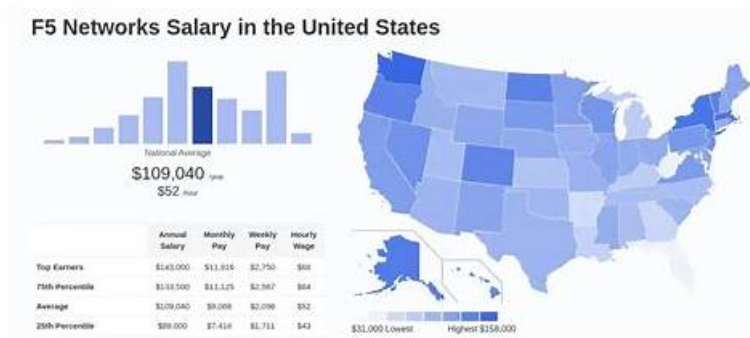 F5 Networks Salary in the United States
National Average
$109,040 /year
$52 /hour
Annual Salary Monthly Pay Weekly Pay Hourly Wage
Top Earners $143,000 $11,916 $2,750 $69
75th Percentile $133,500 $11,125 $2,567 $64
Average $109,040 $9,086 $2,096 $52
25th Percentile $89,000 $7,416 $1,711 $43
$31,000 Lowest Highest $158,000